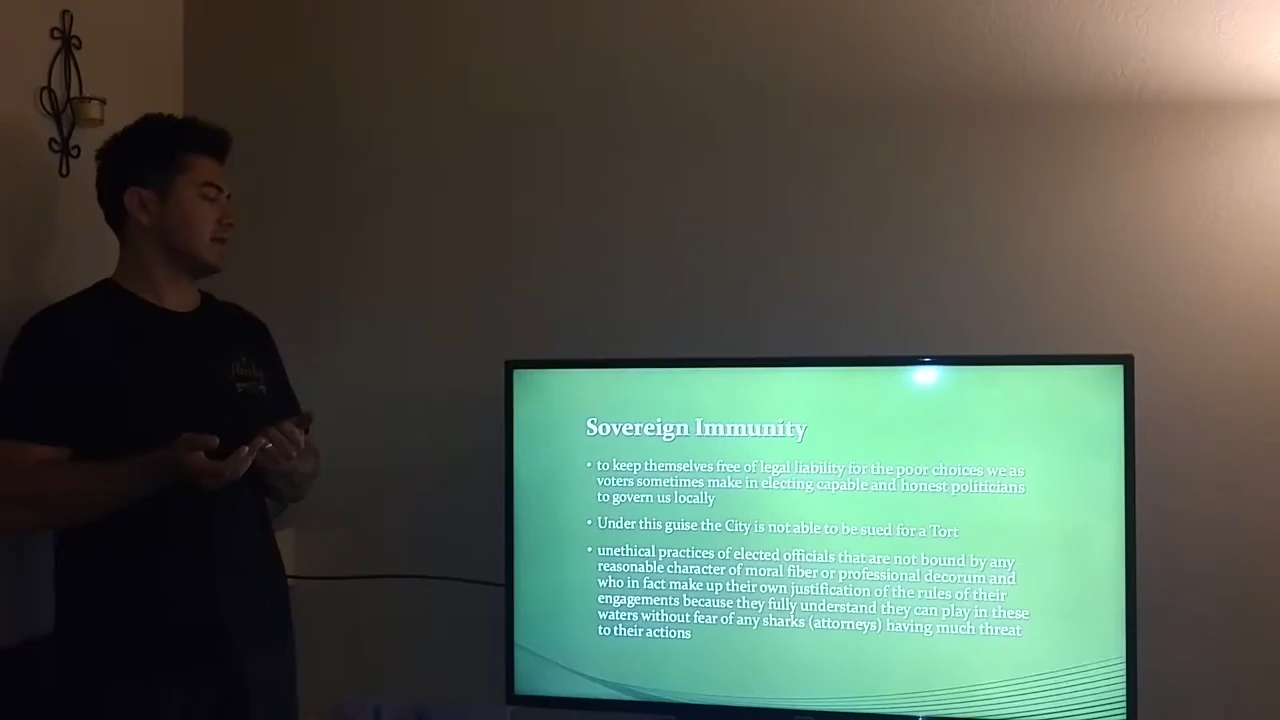 Sovereign Immunity
• to keep themselves free of legal liability for the poor choices we as
voters sometimes make in electing capable and honest politicians
to govern us locally
• Under this guise the City is not able to be sued for a Tort
• unethical practices of elected officials that are not bound by any
reasonable character of moral fiber or professional decorum and
who in fact make up their own justification of the rules of their
engagements because they fully understand they can play in these
waters without fear of any sharks (attorneys) having much threat
to their actions